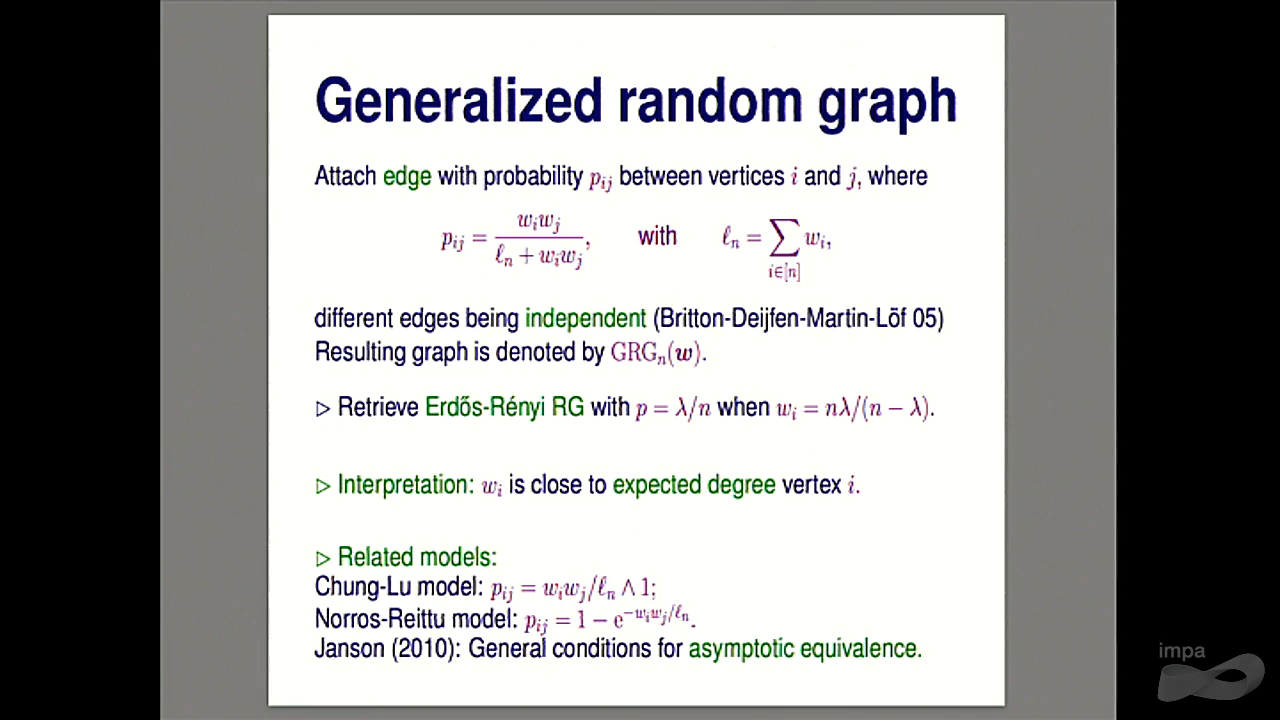 Generalized random graph
Attach edge with probability p_{ij} between vertices i and j, where
p_{ij} = \frac{w_i w_j}{\ell_n + w_i w_j}, with \ell_n = \sum_{i∈[n]} w_i,
different edges being independent (Britton-Deijfen-Martin-Löf 05)
Resulting graph is denoted by GRG_n(w).
▷ Retrieve Erdős-Rényi RG with p = λ/n when w_i = nλ/(n − λ).
▷ Interpretation: w_i is close to expected degree vertex i.
▷ Related models:
Chung-Lu model: p_{ij} = w_i w_j/ℓ_n ∧ 1;
Norros-Reittu model: p_{ij} = 1 − e^{−w_i w_j/ℓ_n}.
Janson (2010): General conditions for asymptotic equivalence.
impa